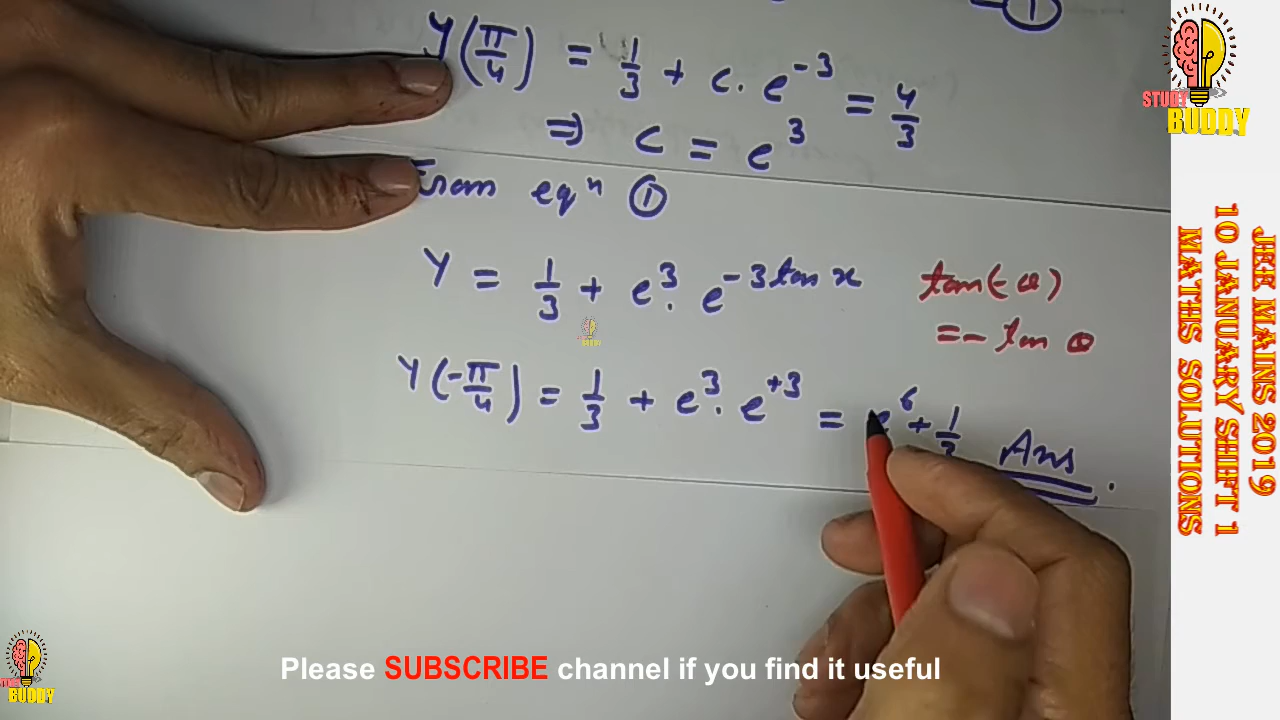 ①
y(π/4) = 1/3 + c. e^-3 = 4/3
⇒ c = e^3
From eqn ①
y = 1/3 + e^3. e^-3tan x
tan(-θ)
= - tan θ
y(-π/4) = 1/3 + e^3. e^+3 = e^6 + 1/3 Ans.
Please SUBSCRIBE channel if you find it useful
STUDY
BUDDY
JEE MAINS 2019
10 JANUARY SHIFT 1
MATHS SOLUTIONS
BUDDY